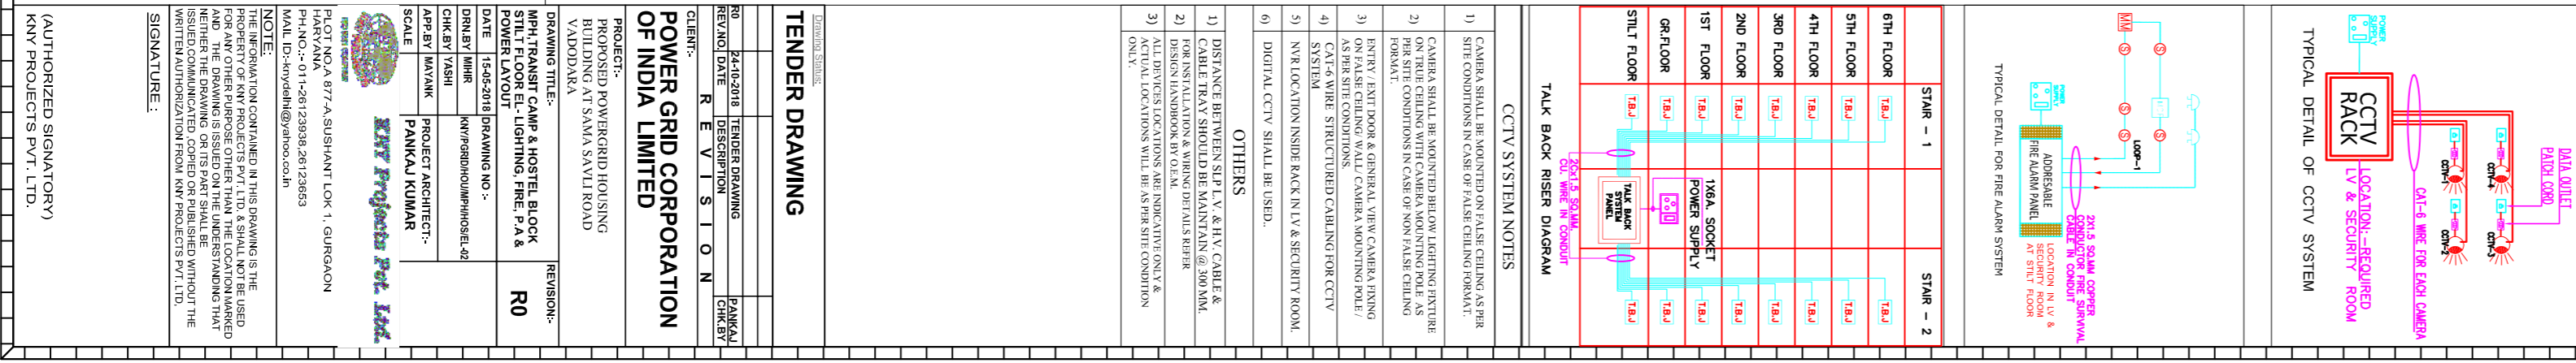 DATA OUTLET
PATCH CORD
CAT-6 WIRE FOR EACH CAMERA
CCTV-1
CCTV-2
CCTV-3
CCTV-4
POWER
SUPPLY
CCTV
RACK
LOCATION:-REQUIRED
LV & SECURITY ROOM
TYPICAL DETAIL OF CCTV SYSTEM
MM
S
S
S
S
S
LOOP-1
2X1.5 SQ.MM COPPER
CONDUCTOR FIRE SURVIVAL
CABLE IN CONDUIT
POWER
SUPPLY
ADDRESABLE
FIRE ALARM PANEL
LOCATION IN LV &
SECURITY ROOM
AT STILT FLOOR
TYPICAL DETAIL FOR FIRE ALARM SYSTEM
STAIR - 1
STAIR - 2
6TH FLOOR T.B.J T.B.J
5TH FLOOR T.B.J T.B.J
4TH FLOOR T.B.J T.B.J
3RD FLOOR T.B.J T.B.J
2ND FLOOR T.B.J T.B.J
1ST FLOOR T.B.J T.B.J
GR.FLOOR T.B.J T.B.J
STILT FLOOR T.B.J T.B.J
1X6A. SOCKET
POWER SUPPLY
TALK BACK
SYSTEM
PANEL
2CX1.5 SQ.MM.
CU. WIRE IN CONDUIT
TALK BACK RISER DIAGRAM
CCTV SYSTEM NOTES
1) CAMERA SHALL BE MOUNTED ON FALSE CEILING AS PER
SITE CONDITIONS IN CASE OF FALSE CEILING FORMAT.
2) CAMERA SHALL BE MOUNTED BELOW LIGHTING FIXTURE
ON TRUE CEILING WITH CAMERA MOUNTING POLE AS
PER SITE CONDITIONS IN CASE OF NON FALSE CEILING
FORMAT.
3) ENTRY / EXIT DOOR & GENERAL VIEW CAMERA FIXING
ON FALSE CEILING/ WALL/ CAMERA MOUNTING POLE /
AS PER SITE CONDITIONS.
4) CAT-6 WIRE STRUCTURED CABLING FOR CCTV
SYSTEM
5) NVR LOCATION INSIDE RACK IN LV & SECURITY ROOM.
6) DIGITAL CCTV SHALL BE USED..
OTHERS
1) DISTANCE BETWEEN SLP L.V. & H.V. CABLE &
CABLE TRAY SHOULD BE MAINTAIN @ 300 MM.
2) FOR INSTALLATION & WIRING DETAILS REFER
DESIGN HANDBOOK BY O.E.M.
3) ALL DEVICES LOCATIONS ARE INDICATIVE ONLY &
ACTUAL LOCATIONS WILL BE AS PER SITE CONDITION
ONLY.
Drawing Status:
TENDER DRAWING
R0 24-10-2018 TENDER DRAWING PANKAJ
REV.NO. DATE DESCRIPTION CHK.BY
R E V I S I O N
CLIENT:-
POWER GRID CORPORATION
OF INDIA LIMITED
PROJECT:-
PROPOSED POWERGRID HOUSING
BUILDING AT SAMA SAVLI ROAD
VADODARA
DRAWING TITLE:-
MPH,TRANSIT CAMP & HOSTEL BLOCK
STILT FLOOR EL- LIGHTING, FIRE, P.A &
POWER LAYOUT
REVISION:-
R0
DATE 15-05-2018 DRAWING NO :-
DRN.BY MIHIR KNY/PGRID/HOU/MPH/HOS/EL-02
CHK.BY YASHI
APP.BY MAYANK PROJECT ARCHITECT:-
SCALE PANKAJ KUMAR
KNY Projects Pvt. Ltd.
PLOT NO.A 877-A,SUSHANT LOK 1, GURGAON
HARYANA
PH.NO.:- 011-26123938,26123653
MAIL ID:-knydelhi@yahoo.co.in
NOTE:
THE INFORMATION CONTAINED IN THIS DRAWING IS THE
PROPERTY OF KNY PROJECTS PVT. LTD. & SHALL NOT BE USED
FOR ANY OTHER PURPOSE OTHER THAN THE LOCATION MARKED
AND THE DRAWING IS ISSUED ON THE UNDERSTANDING THAT
NEITHER THE DRAWING OR ITS PART SHALL BE
ISSUED,COMMUNICATED ,COPIED OR PUBLISHED WITHOUT THE
WRITTEN AUTHORIZATION FROM KNY PROJECTS PVT. LTD.
SIGNATURE :
(AUTHORIZED SIGNATORY)
KNY PROJECTS PVT. LTD.